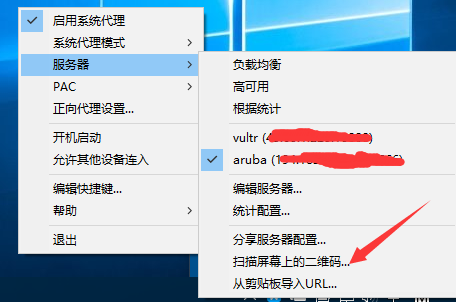 启用系统代理
系统代理模式
服务器
PAC
正向代理设置...
开机启动
允许其他设备连入
编辑快捷键...
帮助
退出
负载均衡
高可用
根据统计
vultr (4
aruba (1
编辑服务器...
统计配置...
分享服务器配置...
扫描屏幕上的二维码...
从剪贴板导入URL...